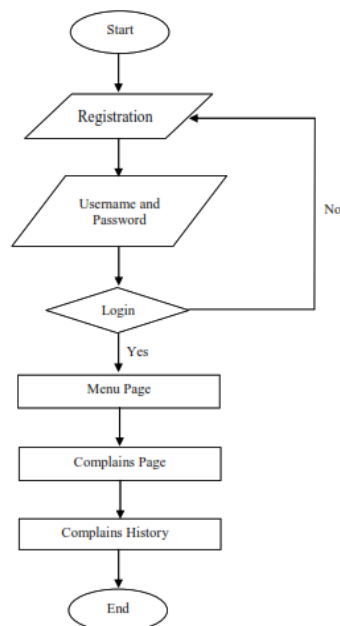 Start
Registration
Username and
Password
No
Login
Yes
Menu Page
Complains Page
Complains History
End